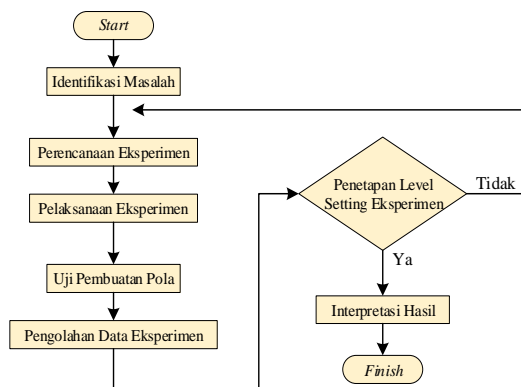 Start
Identifikasi Masalah
Perencanaan Eksperimen
Pelaksanaan Eksperimen
Uji Pembuatan Pola
Pengolahan Data Eksperimen
Penetapan Level
Setting Eksperimen
Tidak
Ya
Interpretasi Hasil
Finish